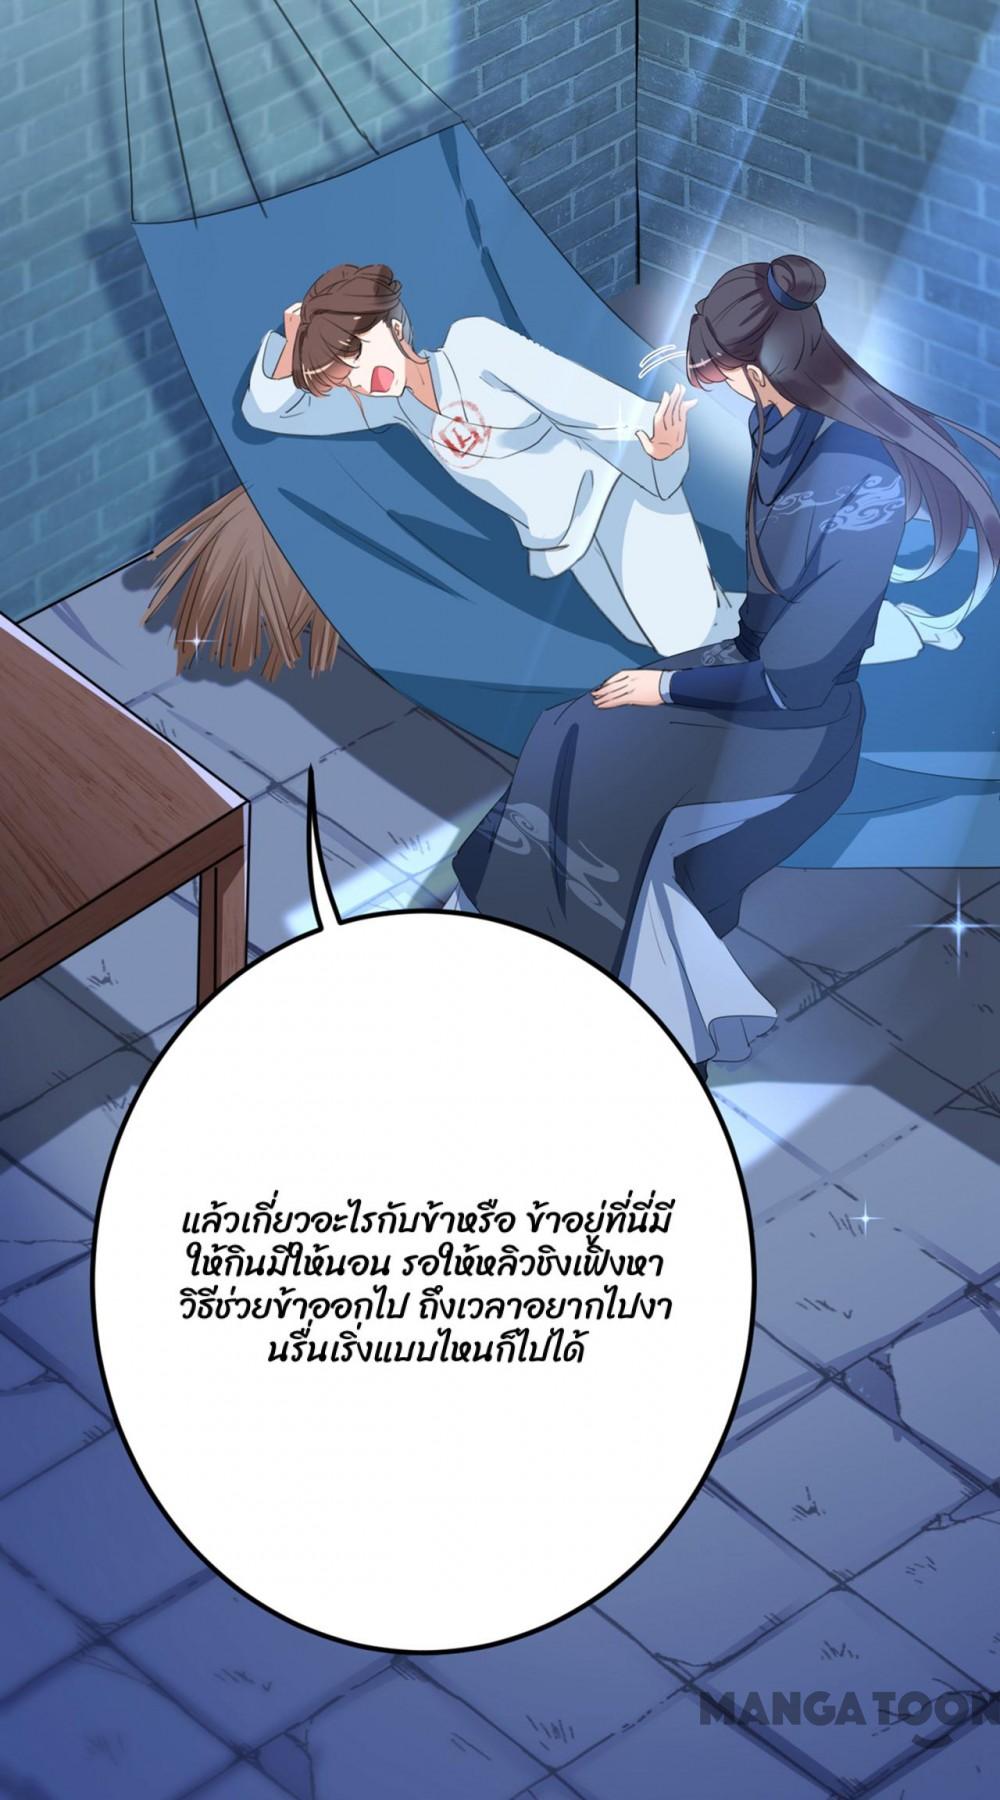 แล้วเกี่ยวอะไรกับข้าหรือ ข้าอยู่ที่นี่มี
ให้กินมีให้นอน รอให้หลิวชิงเฟิงหา
วิธีช่วยข้าออกไป ถึงเวลาอยากไปงา
นรื่นเริ่งแบบไหนก็ไปได้
MANGA TOON